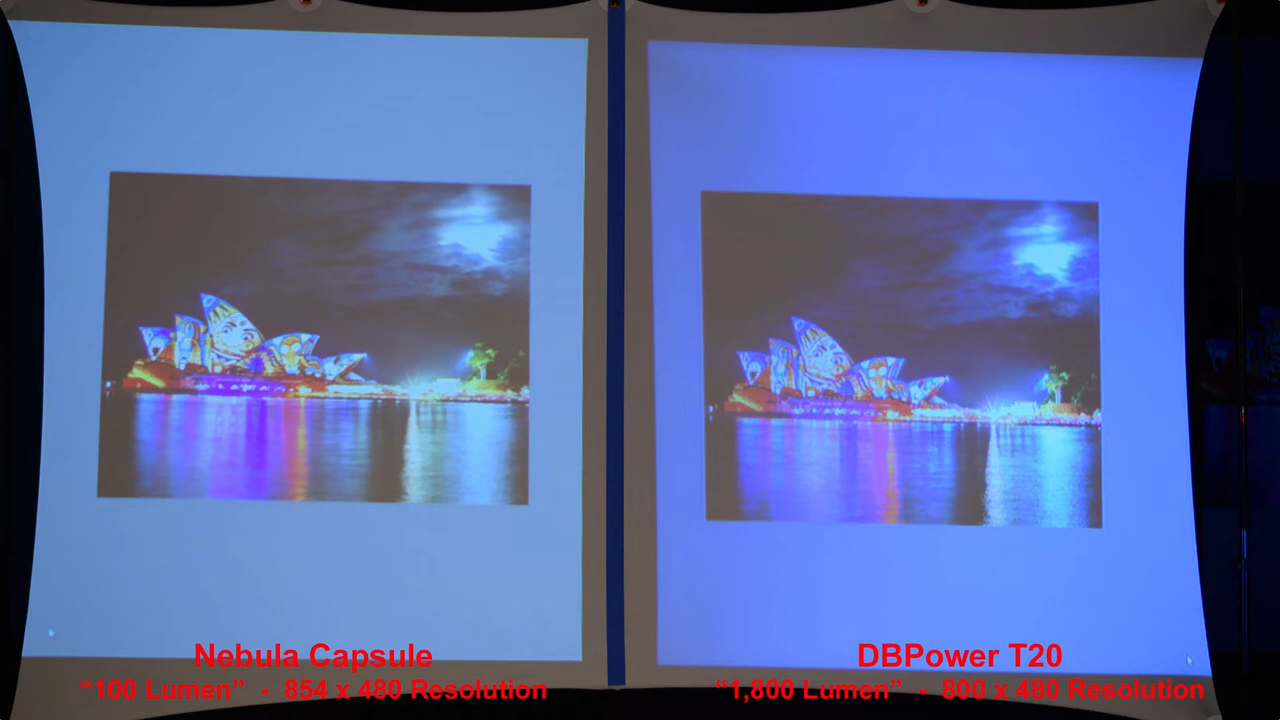 Nebula Capsule
“100 Lumen” - 854 x 480 Resolution
DBPower T20
“1,800 Lumen” - 800 x 480 Resolution